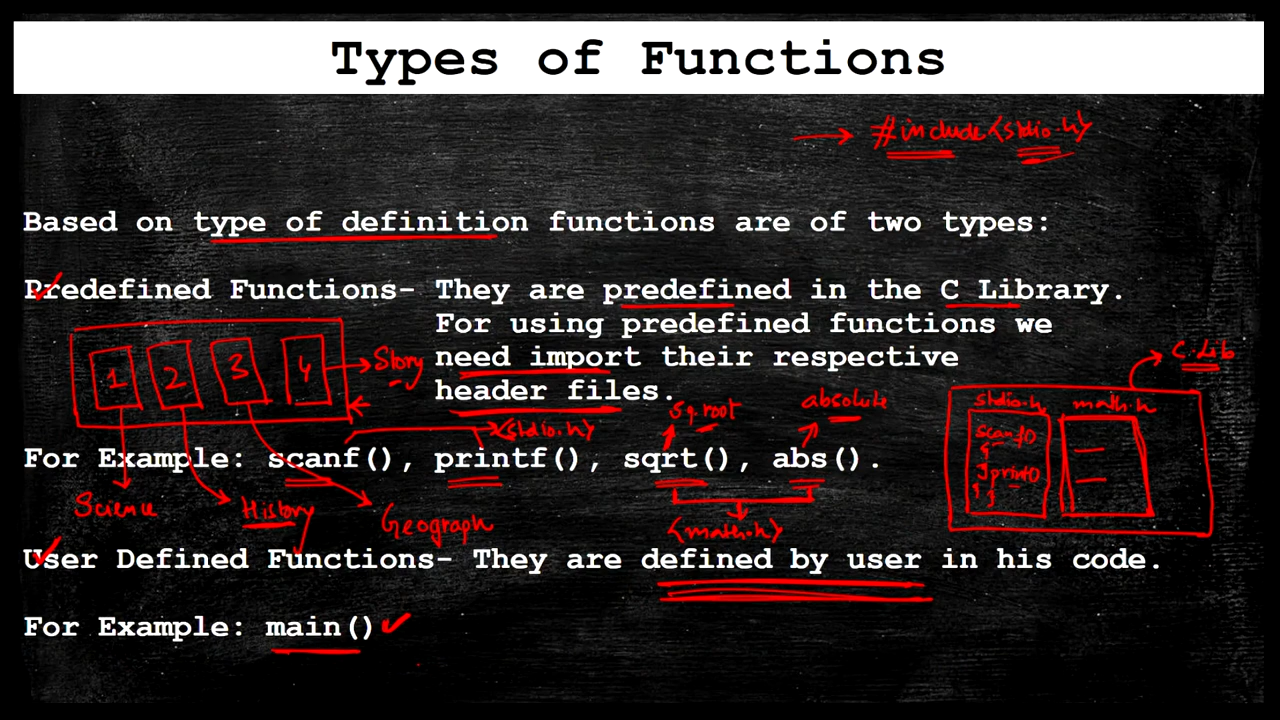 Types of Functions
#include<stdio.h>
Based on type of definition functions are of two types:
Predefined Functions- They are predefined in the C Library.
For using predefined functions we
need import their respective
header files.
1 2 3 4
Story
C.Lib
stdio.h math.h
scanf()
{
}print()
{ }
sq.root
absolute
<stdio.h>
For Example: scanf(), printf(), sqrt(), abs().
Science
History
Geograph
<math.h>
User Defined Functions- They are defined by user in his code.
For Example: main()